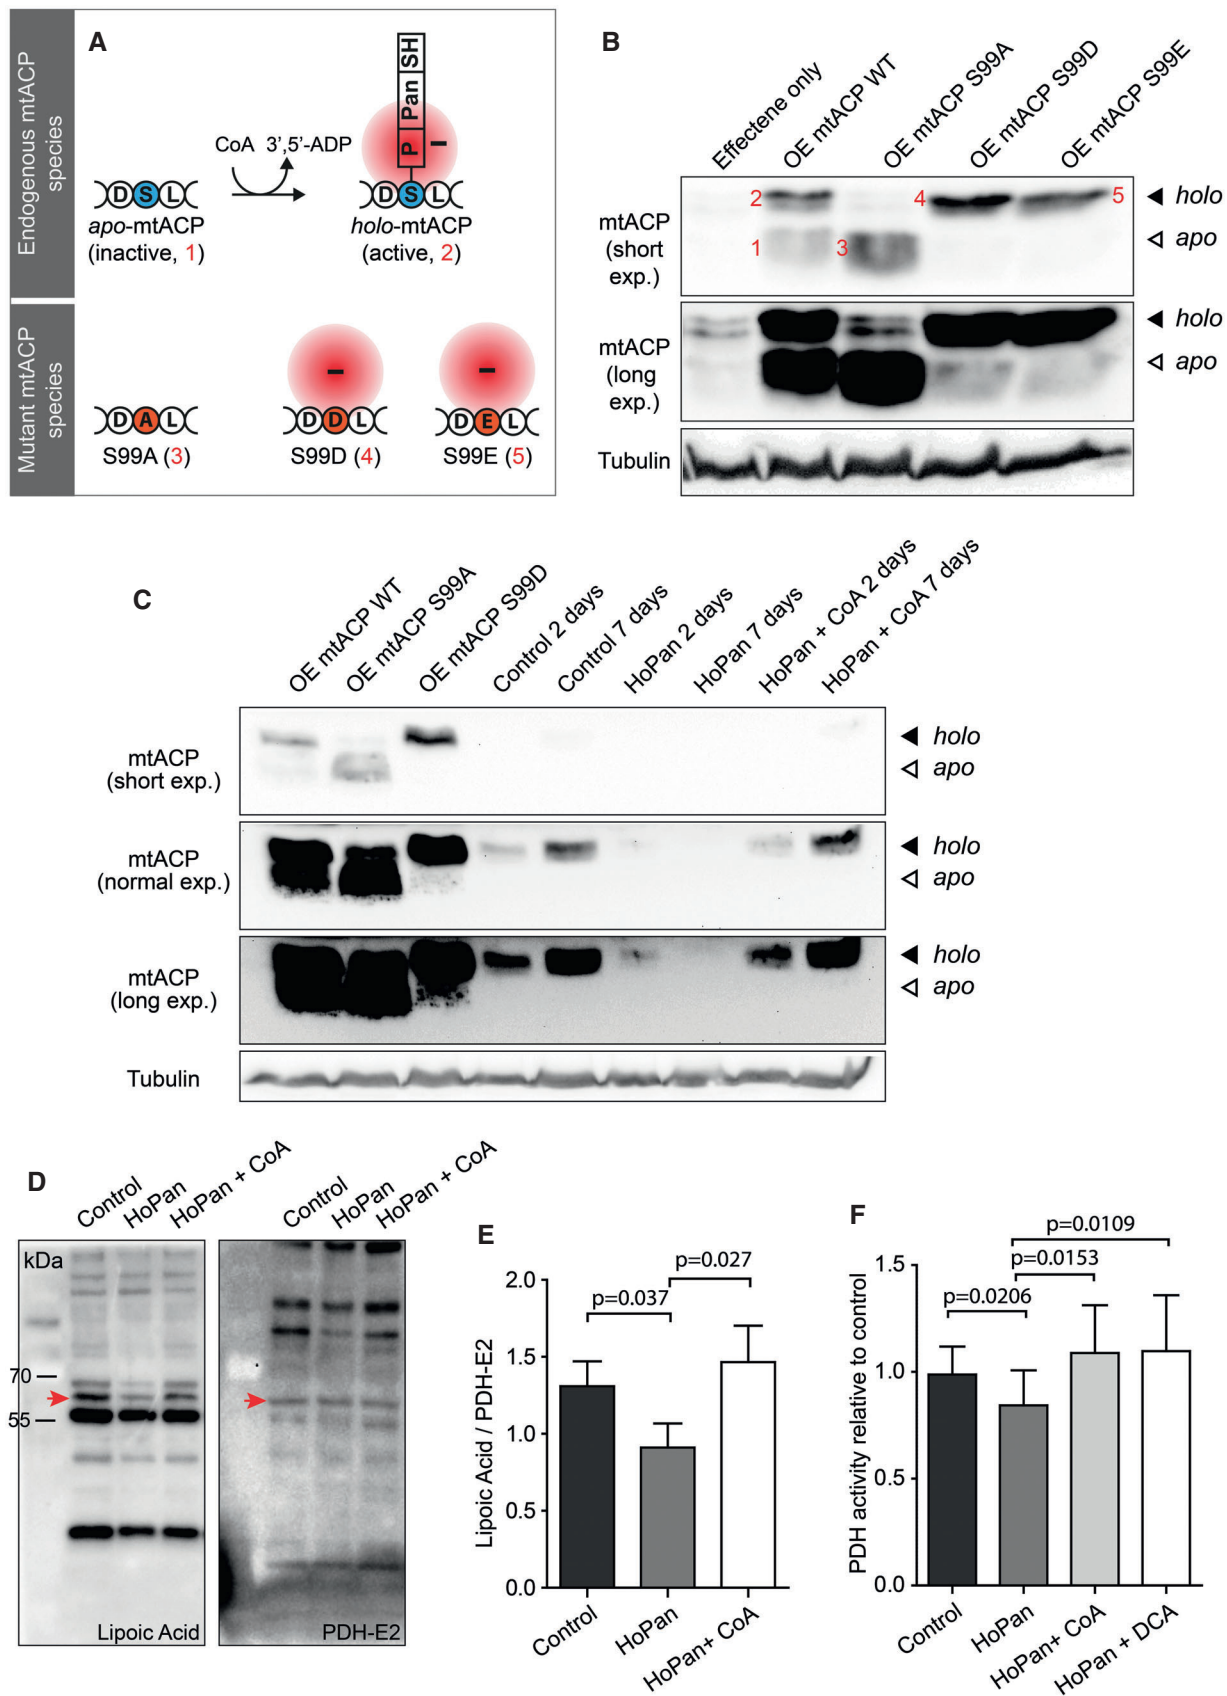 A
Endogenous mtACP
species
CoA 3’,5’-ADP
D S L
apo-mtACP
(inactive, 1)
P Pan SH
–
D S L
holo-mtACP
(active, 2)
Mutant mtACP
species
D A L
S99A (3)
–
D D L
S99D (4)
–
D E L
S99E (5)
B
Effectene only
OE mtACP WT
OE mtACP S99A
OE mtACP S99D
OE mtACP S99E
mtACP
(short
exp.)
2
1
3
4
5
holo
apo
mtACP
(long
exp.)
holo
apo
Tubulin
C
OE mtACP WT
OE mtACP S99A
OE mtACP S99D
Control 2 days
Control 7 days
HoPan 2 days
HoPan 7 days
HoPan + CoA 2 days
HoPan + CoA 7 days
mtACP
(short exp.)
holo
apo
mtACP
(normal exp.)
holo
apo
mtACP
(long exp.)
holo
apo
Tubulin
D
Control
HoPan
HoPan + CoA
Control
HoPan
HoPan + CoA
kDa
70
55
Lipoic Acid
PDH-E2
E
p=0.027
p=0.037
Lipoic Acid / PDH-E2
2.0
1.5
1.0
0.5
0.0
Control
HoPan
HoPan+ CoA
F
p=0.0109
p=0.0153
p=0.0206
PDH activity relative to control
1.5
1.0
0.5
0.0
Control
HoPan
HoPan+ CoA
HoPan + DCA